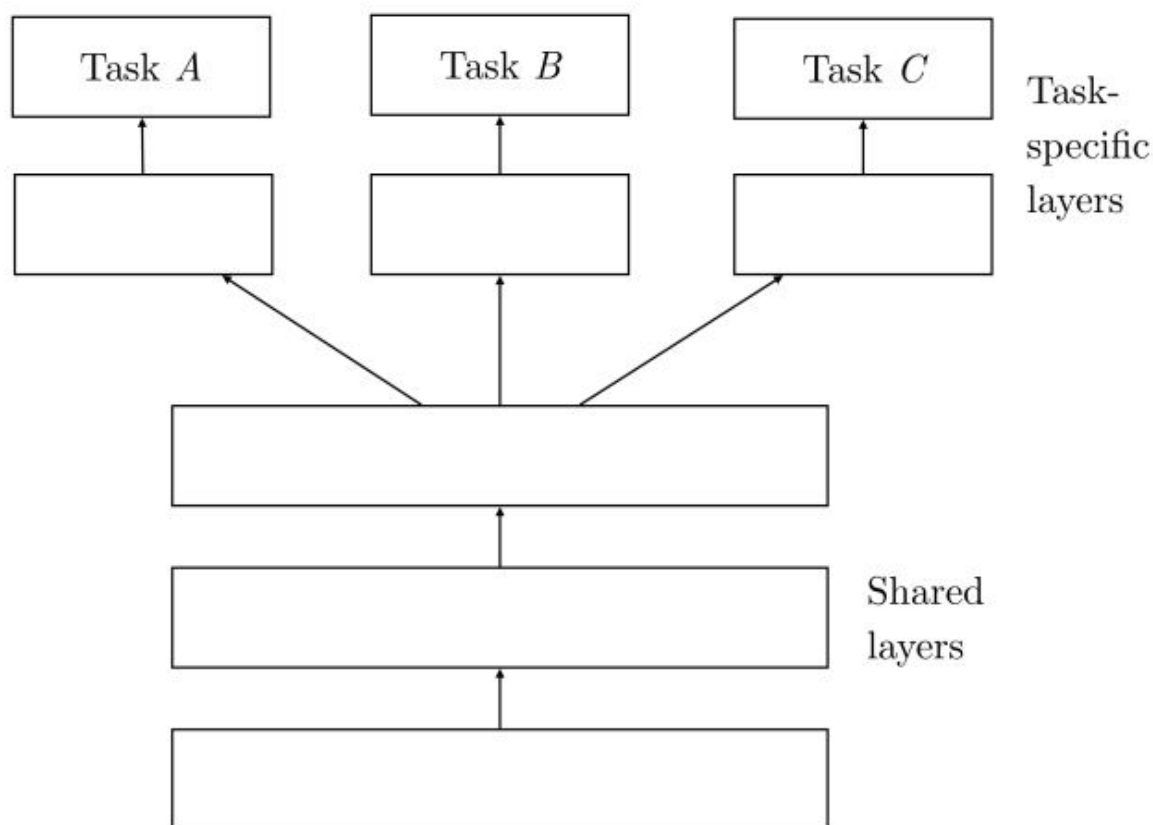 Task A
Task B
Task C
Task-
specific
layers
Shared
layers